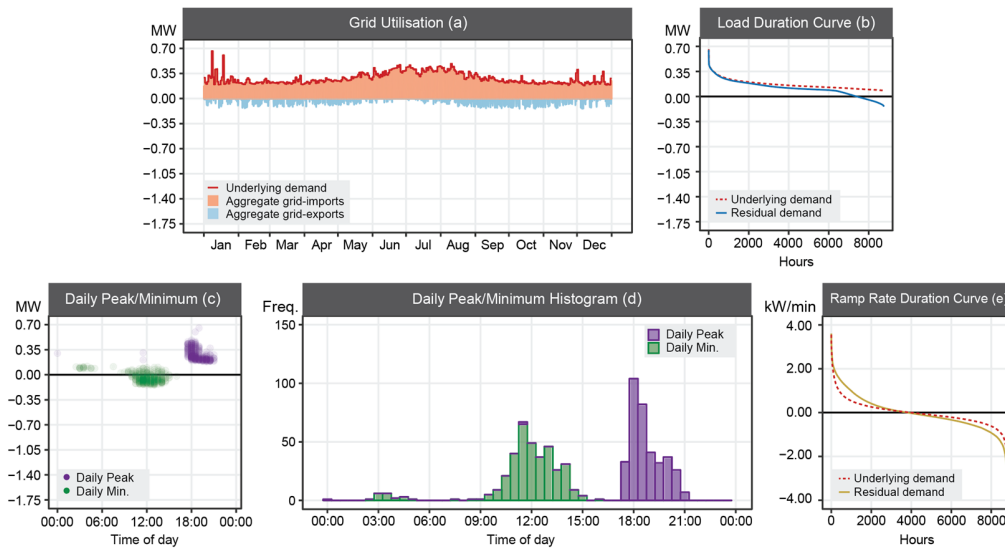 Grid Utilisation (a)
MW
0.70
0.35
0.00
−0.35
−0.70
−1.05
−1.40
−1.75
Underlying demand
Aggregate grid-imports
Aggregate grid-exports
Jan Feb Mar Apr May Jun Jul Aug Sep Oct Nov Dec
Load Duration Curve (b)
MW
0.70
0.35
0.00
−0.35
−0.70
−1.05
−1.40
−1.75
Underlying demand
Residual demand
0 2000 4000 6000 8000
Hours
Daily Peak/Minimum (c)
MW
0.70
0.35
0.00
−0.35
−0.70
−1.05
−1.40
−1.75
Daily Peak
Daily Min.
00:00 06:00 12:00 18:00 00:00
Time of day
Daily Peak/Minimum Histogram (d)
Freq.
150
100
50
0
Daily Peak
Daily Min.
00:00 03:00 06:00 09:00 12:00 15:00 18:00 21:00 00:00
Time of day
Ramp Rate Duration Curve (e)
kW/min
4.00
2.00
0.00
−2.00
−4.00
Underlying demand
Residual demand
0 2000 4000 6000 8000
Hours